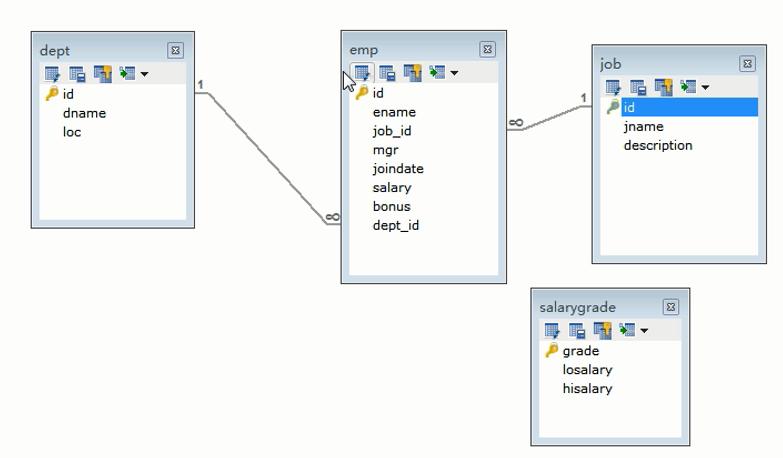 dept
id
dname
loc
1
∞
emp
id
ename
job_id
mgr
joindate
salary
bonus
dept_id
∞
1
job
id
jname
description
salarygrade
grade
losalary
hisalary